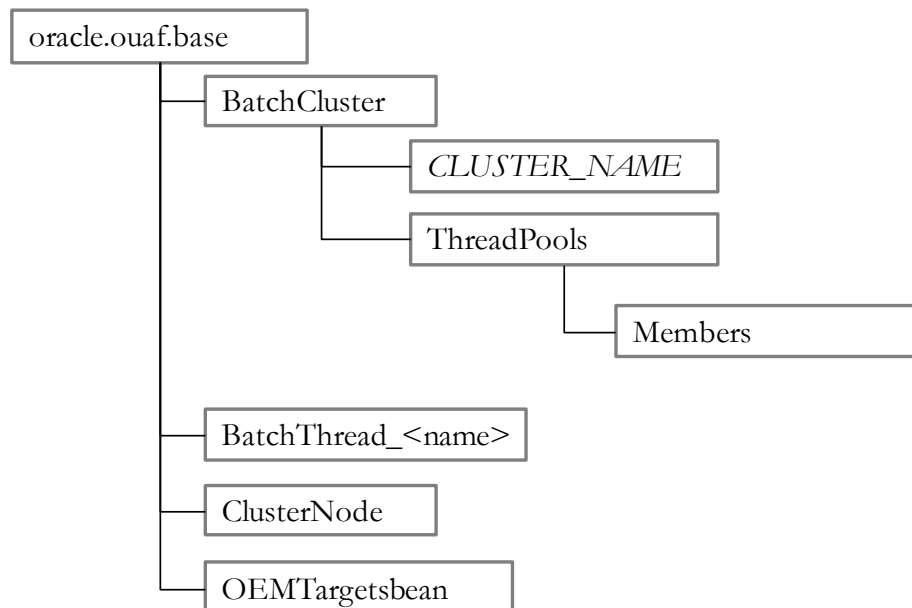 oracle.ouaf.base
BatchCluster
CLUSTER_NAME
ThreadPools
Members
BatchThread_<name>
ClusterNode
OEMTargetsbean